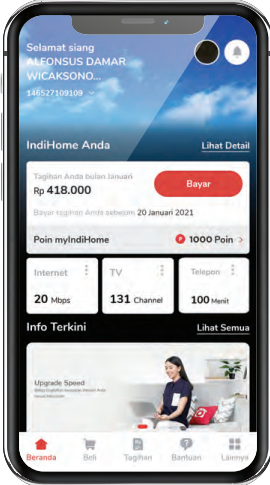 Selamat siang
ALFONSUS DAMAR
WICAKSONO...
146527109109
IndiHome Anda
Lihat Detail
Tagihan Anda bulan Januari
Rp 418.000
Bayar
Bayar tagihan Anda sebelum 20 Januari 2021
Poin myIndiHome
P 1000 Poin >
Internet
TV
Telepon
20 Mbps
131 Channel
100 Menit
Info Terkini
Lihat Semua
Upgrade Speed
Beranda
Beli
Tagihan
Bantuan
Lainnya